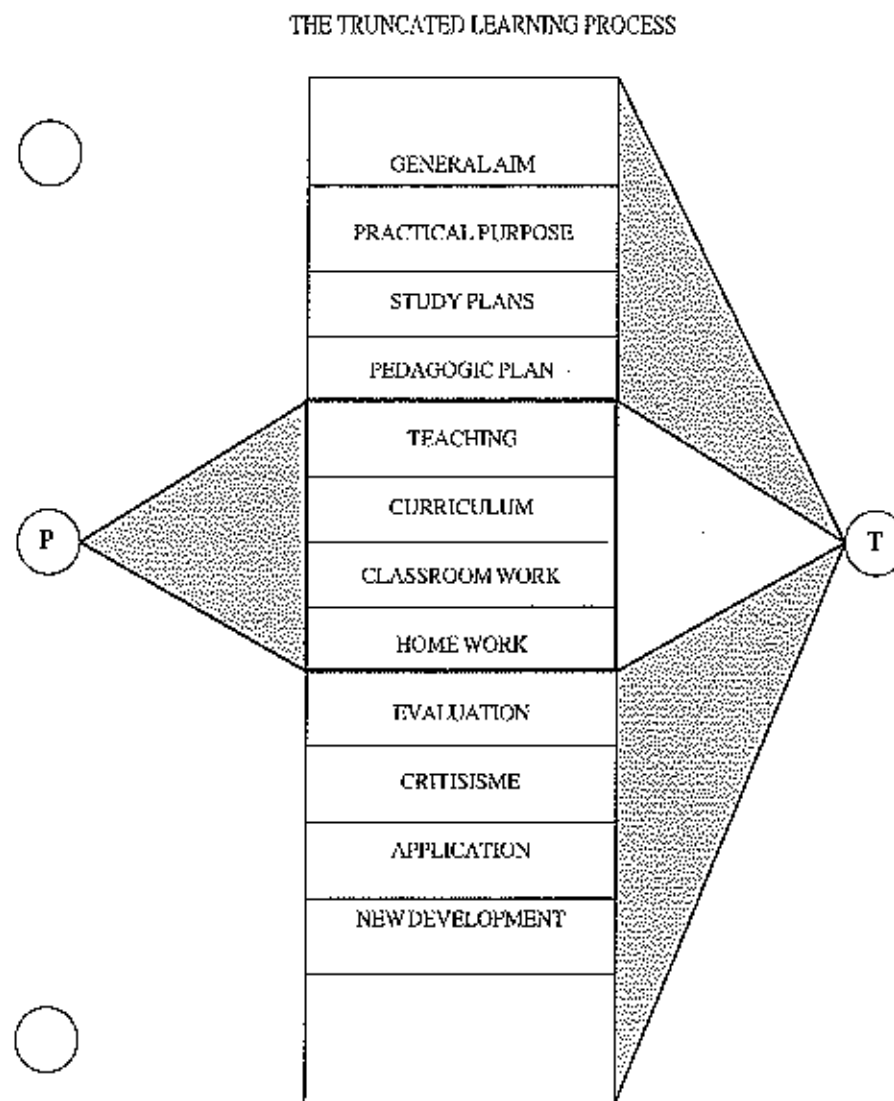 THE TRUNCATED LEARNING PROCESS
GENERAL AIM
PRACTICAL PURPOSE
STUDY PLANS
PEDAGOGIC PLAN
TEACHING
CURRICULUM
P
T
CLASSROOM WORK
HOME WORK
EVALUATION
CRITISISME
APPLICATION
NEW DEVELOPMENT